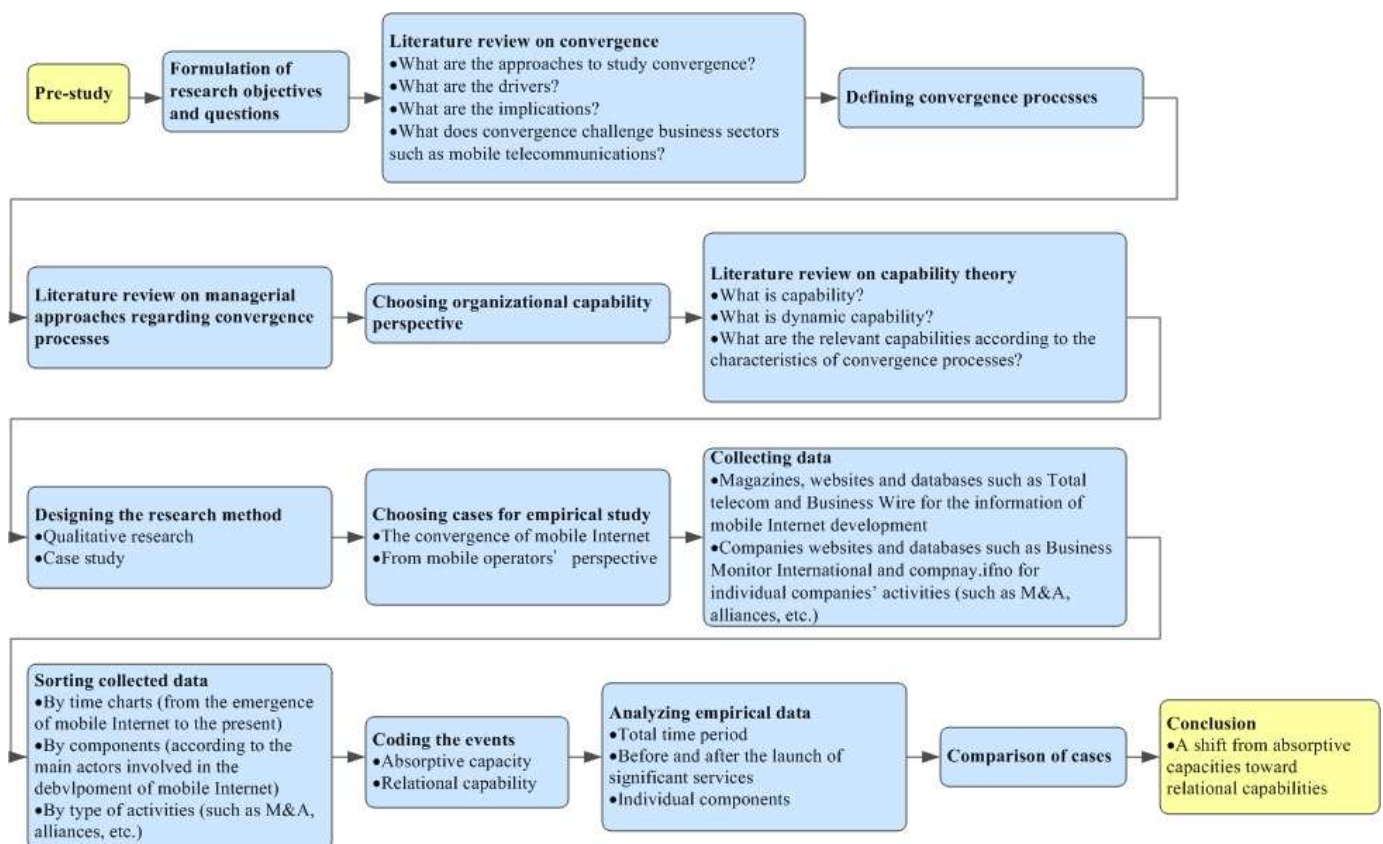 Pre-study
Formulation of
research objectives
and questions
Literature review on convergence
●What are the approaches to study convergence?
●What are the drivers?
●What are the implications?
●What does convergence challenge business sectors
such as mobile telecommunications?
Defining convergence processes
Literature review on managerial
approaches regarding convergence
processes
Choosing organizational capability
perspective
Literature review on capability theory
●What is capability?
●What is dynamic capability?
●What are the relevant capabilities according to the
characteristics of convergence processes?
Designing the research method
●Qualitative research
●Case study
Choosing cases for empirical study
●The convergence of mobile Internet
●From mobile operators’ perspective
Collecting data
●Magazines, websites and databases such as Total
telecom and Business Wire for the information of
mobile Internet development
●Companies websites and databases such as Business
Monitor International and compnay.ifno for
individual companies’ activities (such as M&A,
alliances, etc.)
Sorting collected data
●By time charts (from the emergence
of mobile Internet to the present)
●By components (according to the
main actors involved in the
debvlpoment of mobile Internet)
●By type of activities (such as M&A,
alliances, etc.)
Coding the events
●Absorptive capacity
●Relational capability
Analyzing empirical data
●Total time period
●Before and after the launch of
significant services
●Individual components
Comparison of cases
Conclusion
●A shift from absorptive
capacities toward
relational capabilities